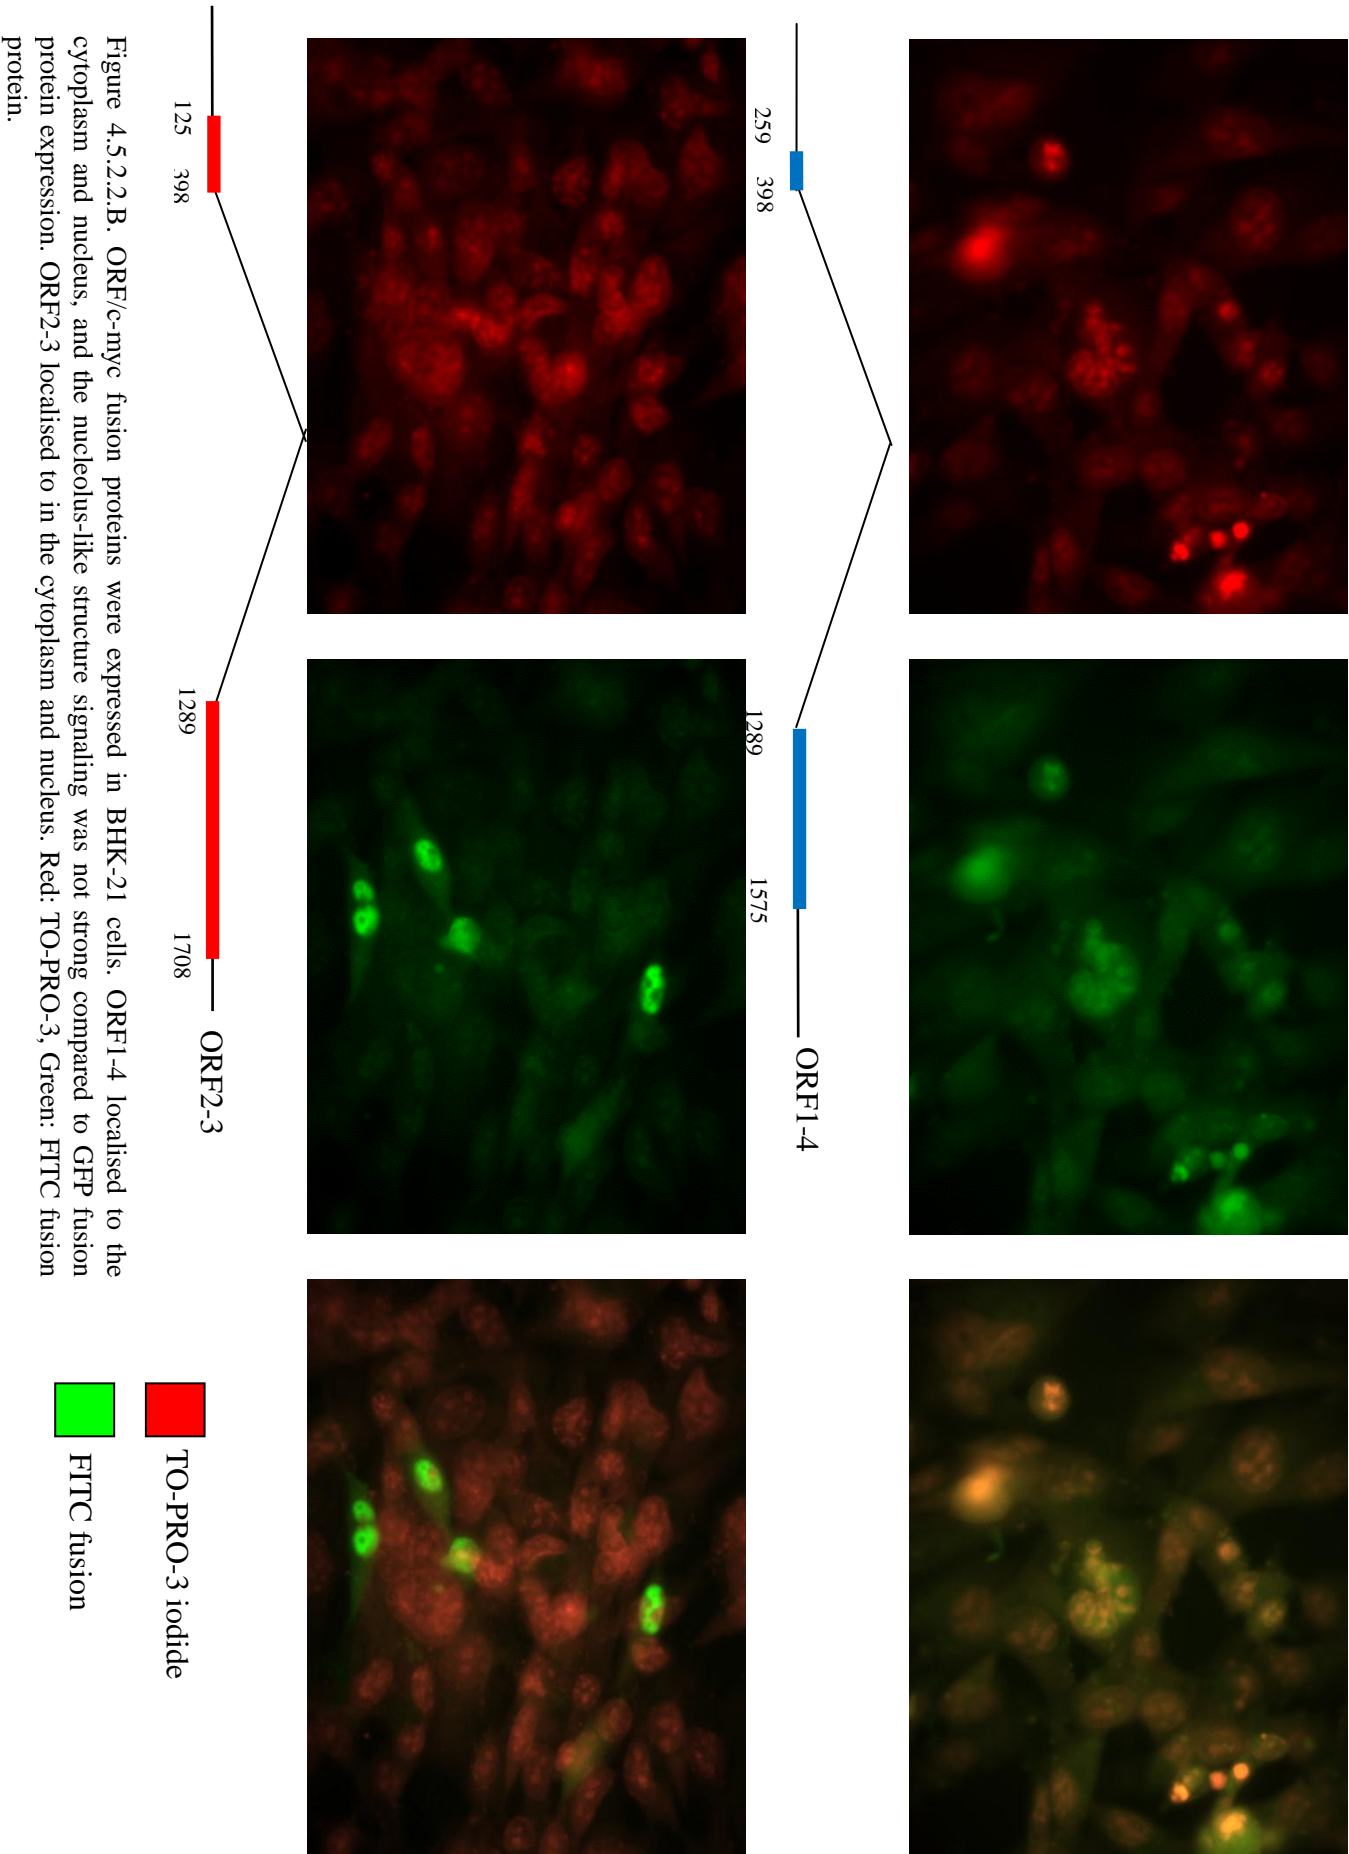 259 398 1289 1575 ORF1-4
125 398 1289 1708 ORF2-3
TO-PRO-3 iodide
FITC fusion
Figure 4.5.2.2.B. ORF/c-myc fusion proteins were expressed in BHK-21 cells. ORF1-4 localised to the
cytoplasm and nucleus, and the nucleolus-like structure signaling was not strong compared to GFP fusion
protein expression. ORF2-3 localised to in the cytoplasm and nucleus. Red: TO-PRO-3, Green: FITC fusion
protein.